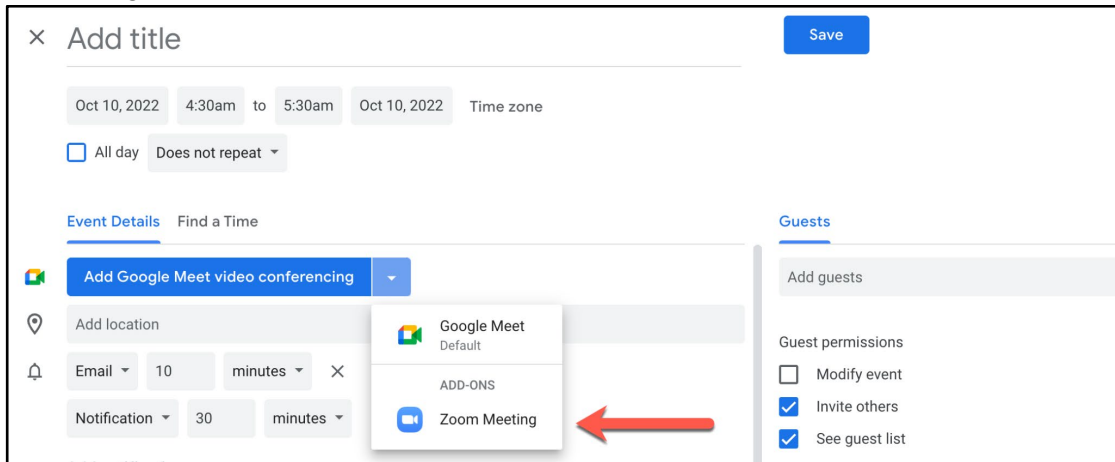 Add title
Save
Oct 10, 2022 4:30am to 5:30am Oct 10, 2022 Time zone
All day Does not repeat
Event Details Find a Time
Guests
Add Google Meet video conferencing
Add guests
Add location
Google Meet
Default
Guest permissions
Email 10 minutes
Modify event
ADD-ONS
Invite others
Notification 30 minutes
Zoom Meeting
See guest list